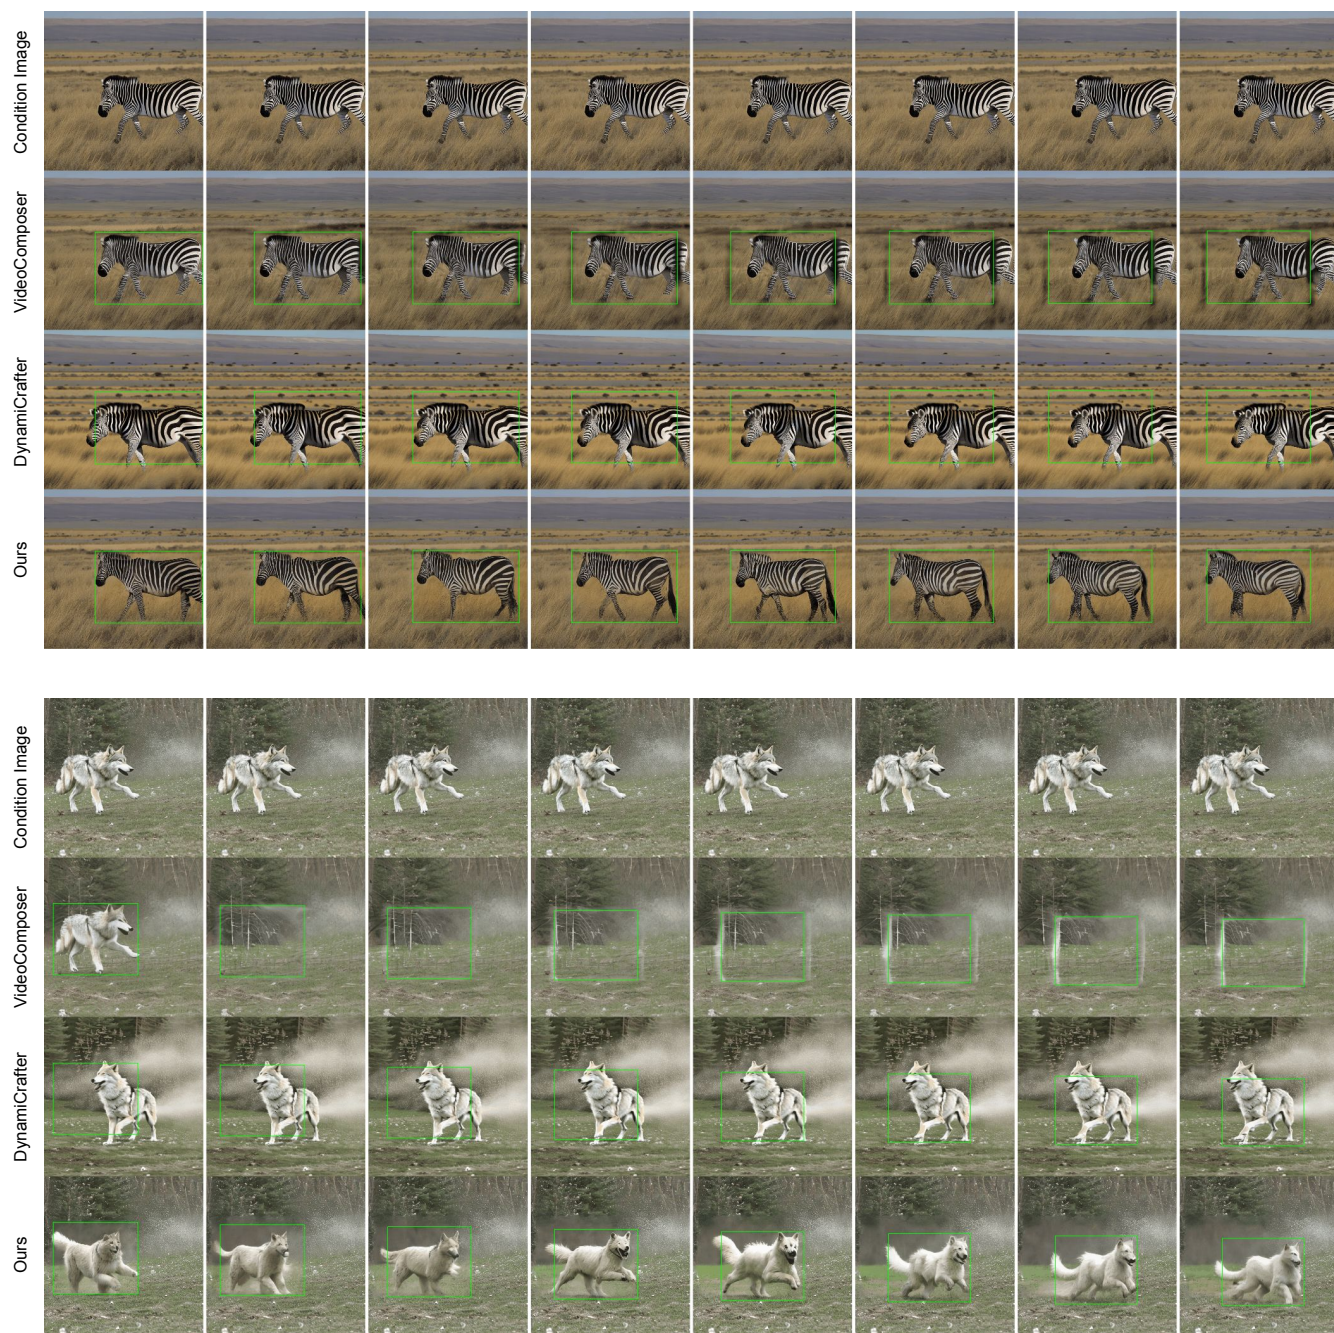 Condition Image
VideoComposer
DynamiCrafter
Ours
Condition Image
VideoComposer
DynamiCrafter
Ours